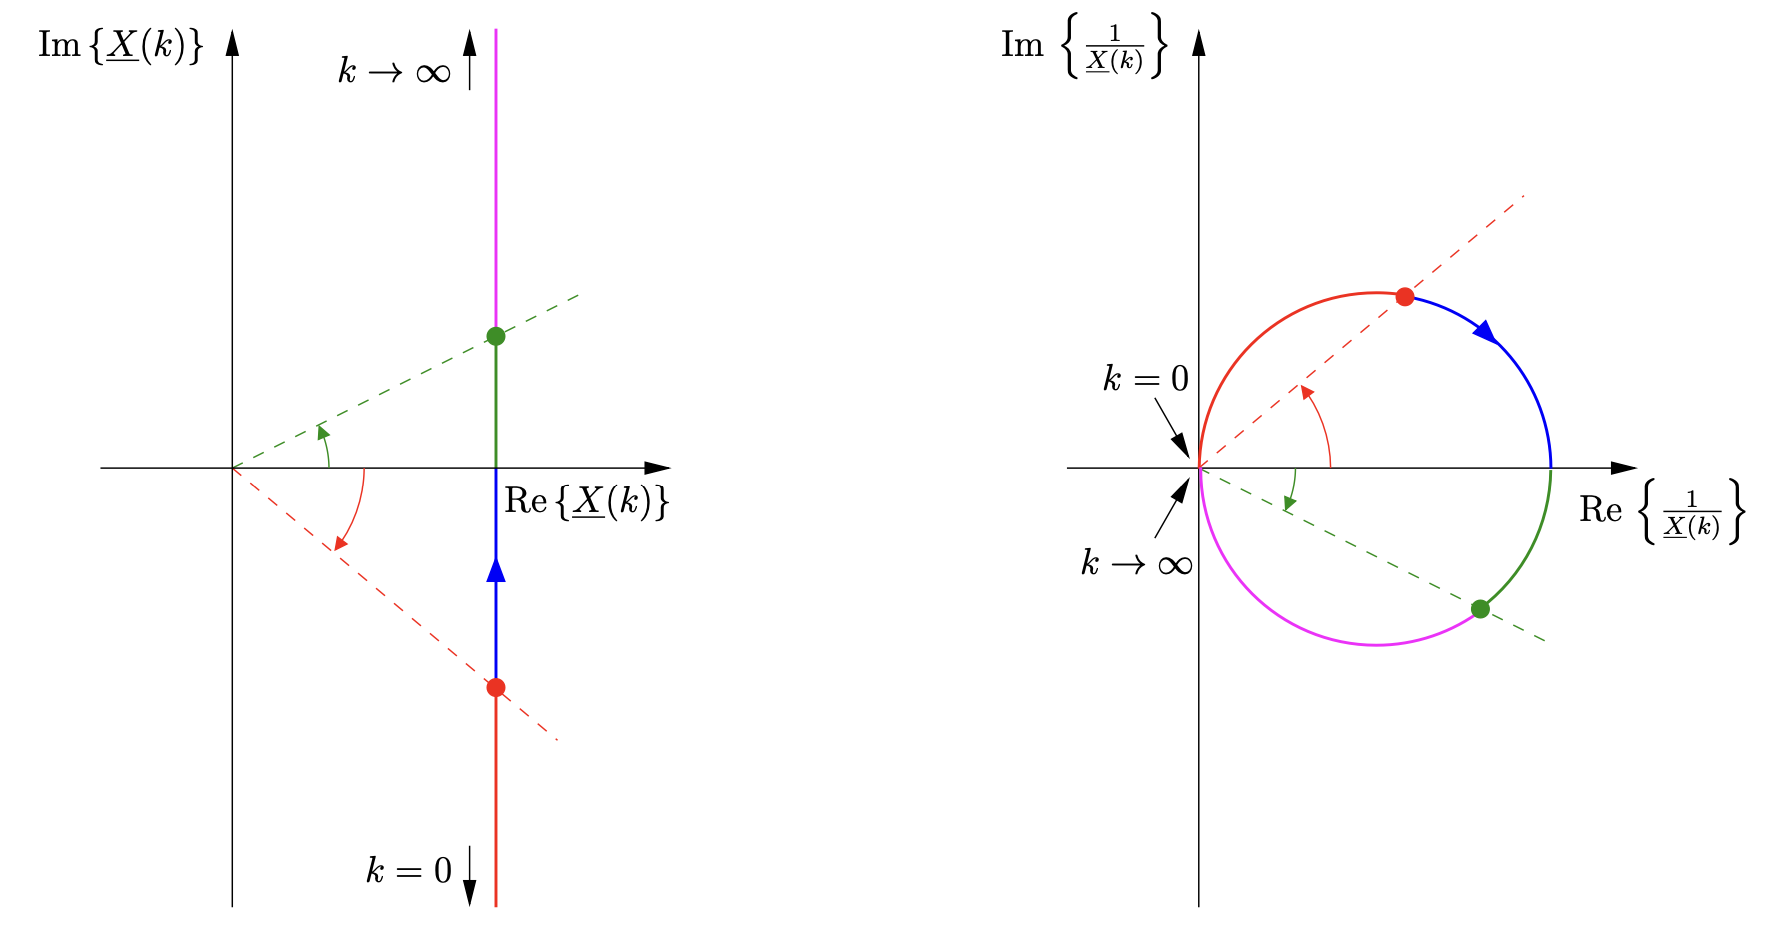 Im {X(k)}
k → ∞
Re {X(k)}
k = 0
Im {1/X(k)}
k = 0
k → ∞
Re {1/X(k)}